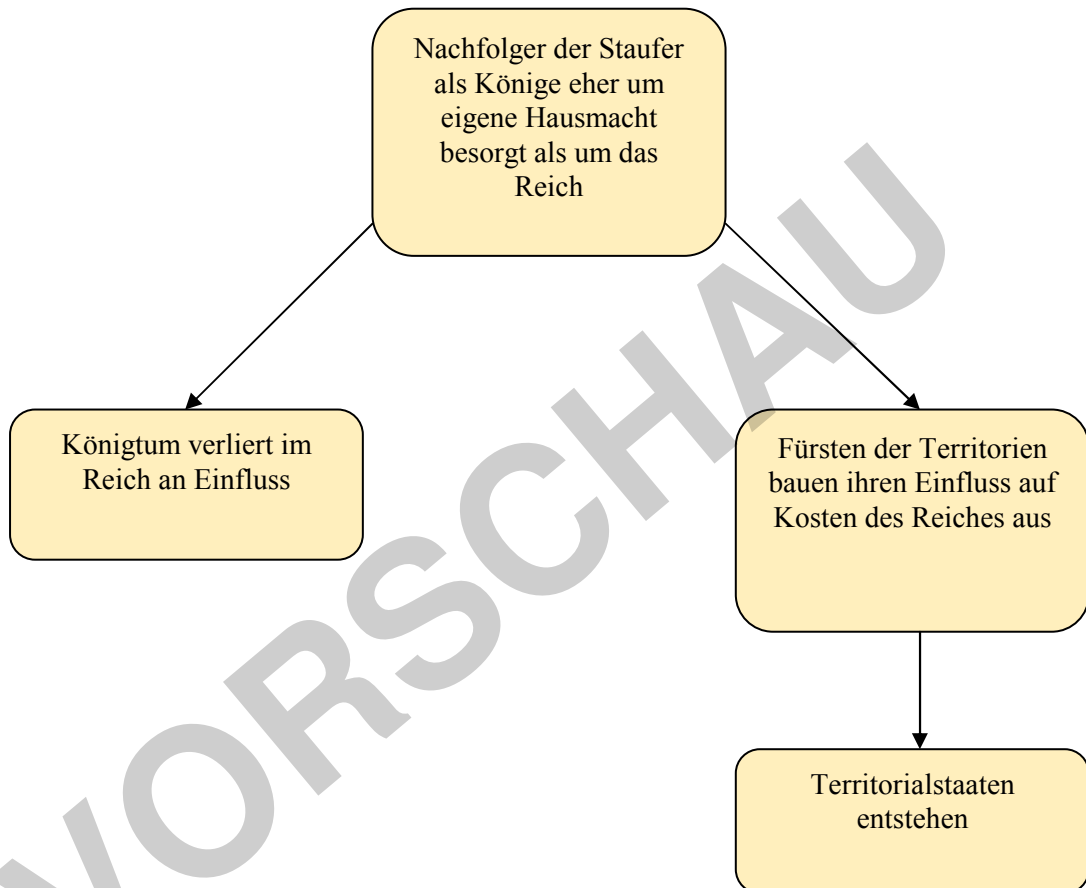 Nachfolger der Staufer
als Könige eher um
eigene Hausmacht
besorgt als um das
Reich
Königtum verliert im
Reich an Einfluss
Fürsten der Territorien
bauen ihren Einfluss auf
Kosten des Reiches aus
Territorialstaaten
entstehen
VORSCHAU